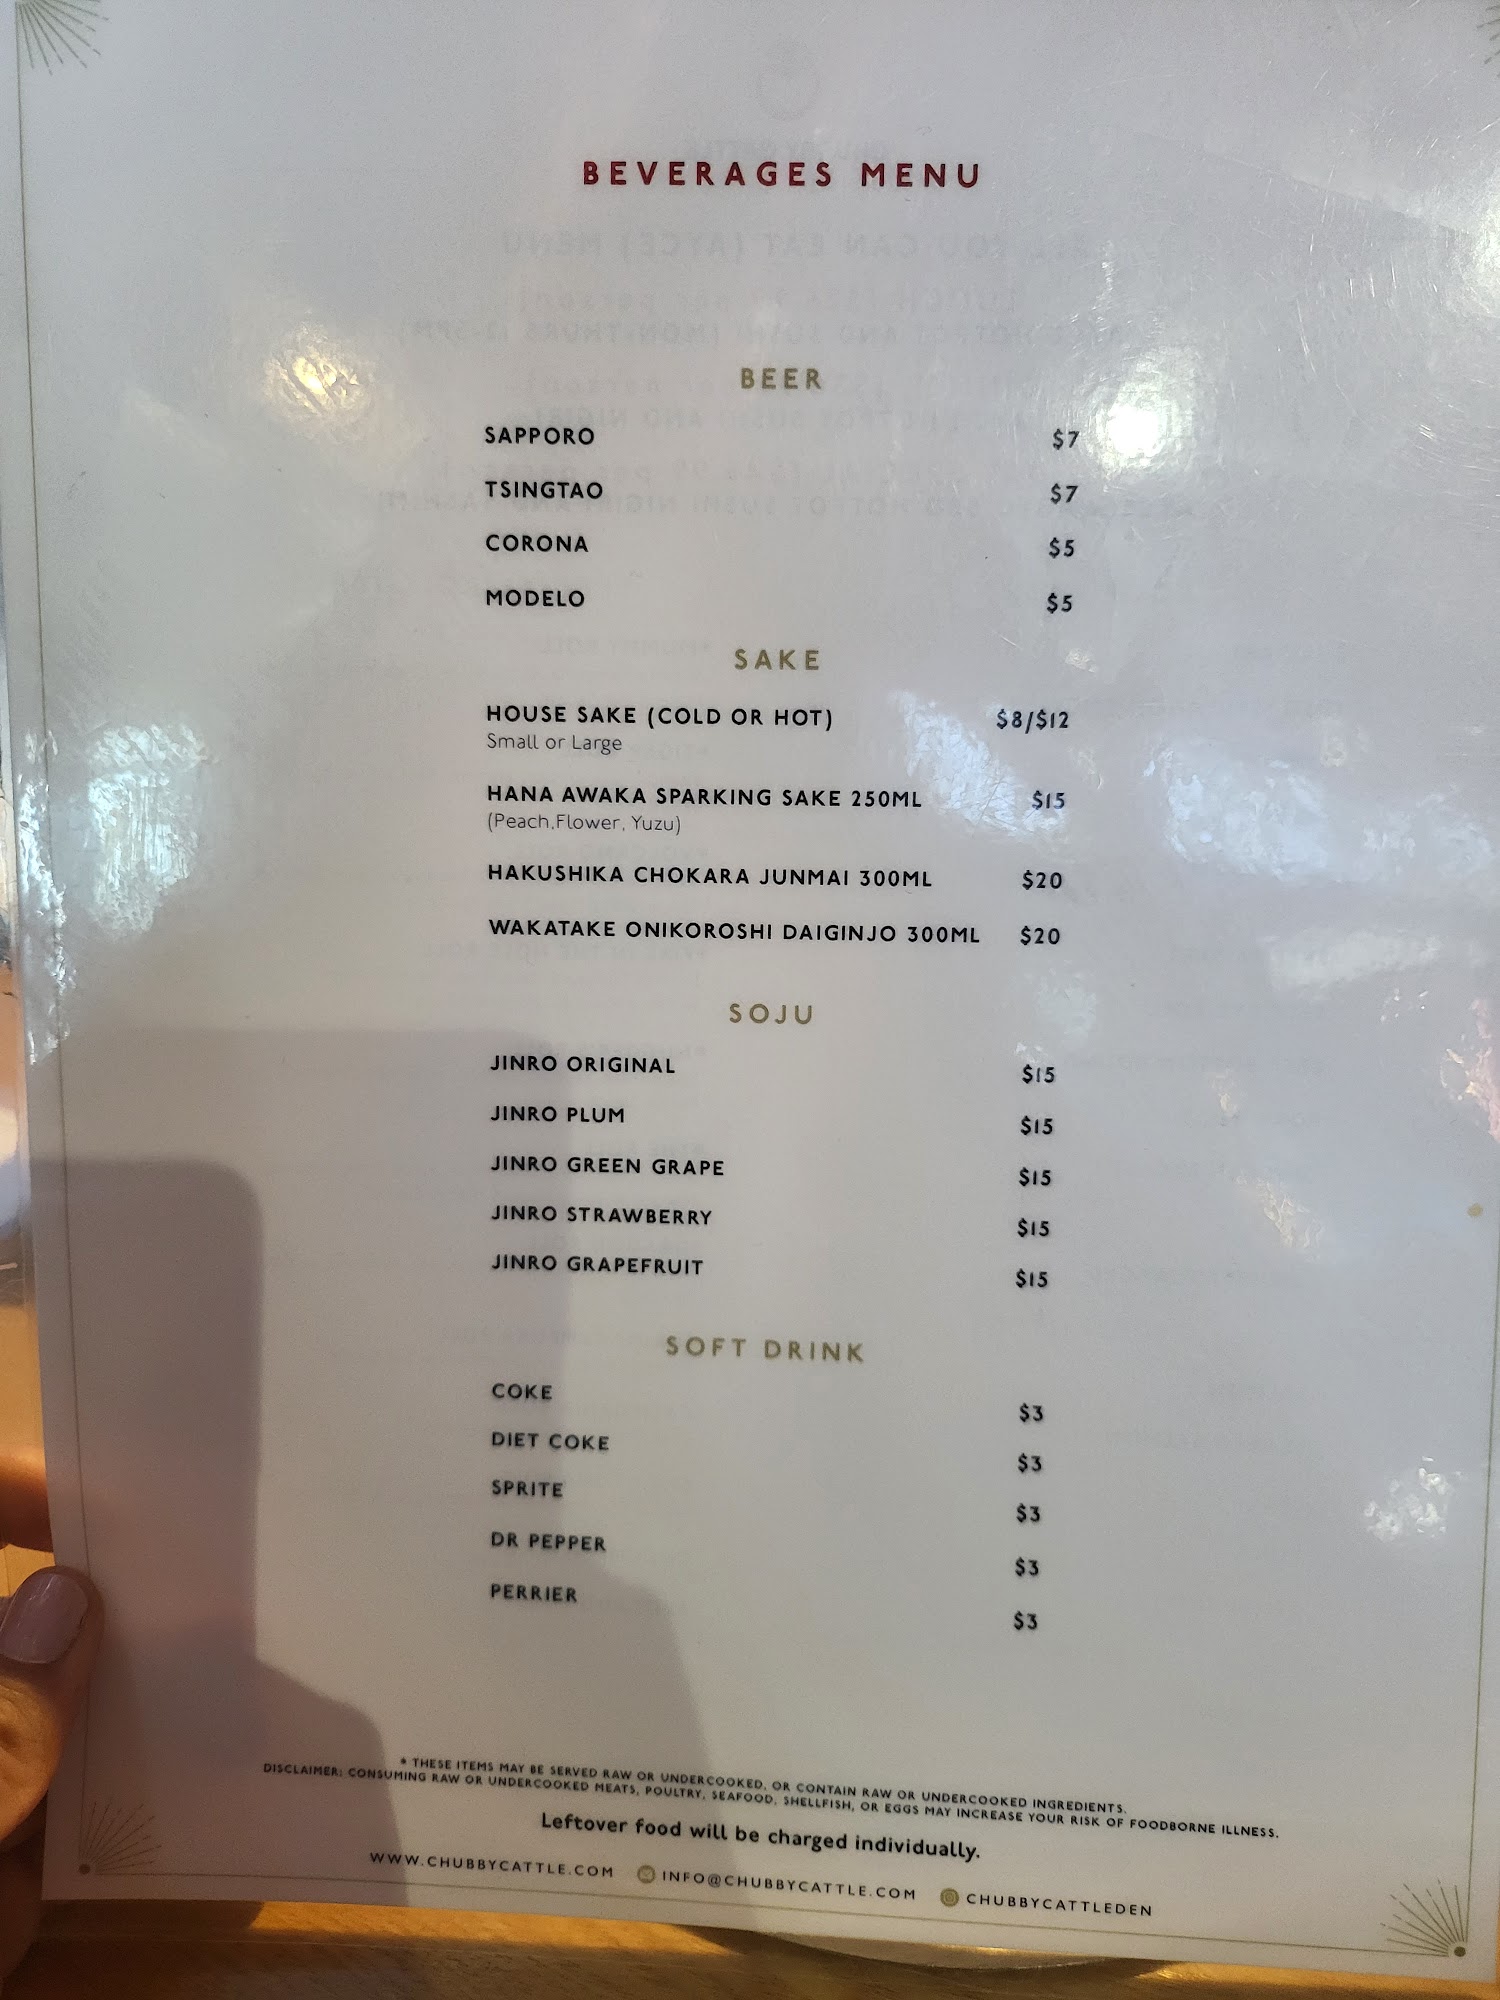 BEVERAGES MENU
BEER
SAPPORO $7
TSINGTAO $7
CORONA $5
MODELO $5
SAKE
HOUSE SAKE (COLD OR HOT) $8/$12
Small or Large
HANA AWAKA SPARKING SAKE 250ML $15
(Peach,Flower, Yuzu)
HAKUSHIKA CHOKARA JUNMAI 300ML $20
WAKATAKE ONIKOROSHI DAIGINJO 300ML $20
SOJU
JINRO ORIGINAL $15
JINRO PLUM $15
JINRO GREEN GRAPE $15
JINRO STRAWBERRY $15
JINRO GRAPEFRUIT $15
SOFT DRINK
COKE $3
DIET COKE $3
SPRITE $3
DR PEPPER $3
PERRIER $3
* THESE ITEMS MAY BE SERVED RAW OR UNDERCOOKED, OR CONTAIN RAW OR UNDERCOOKED INGREDIENTS.
DISCLAIMER: CONSUMING RAW OR UNDERCOOKED MEATS, POULTRY, SEAFOOD, SHELLFISH, OR EGGS MAY INCREASE YOUR RISK OF FOODBORNE ILLNESS.
Leftover food will be charged individually.
WWW.CHUBBYCATTLE.COM INFO@CHUBBYCATTLE.COM CHUBBYCATTLEDEN